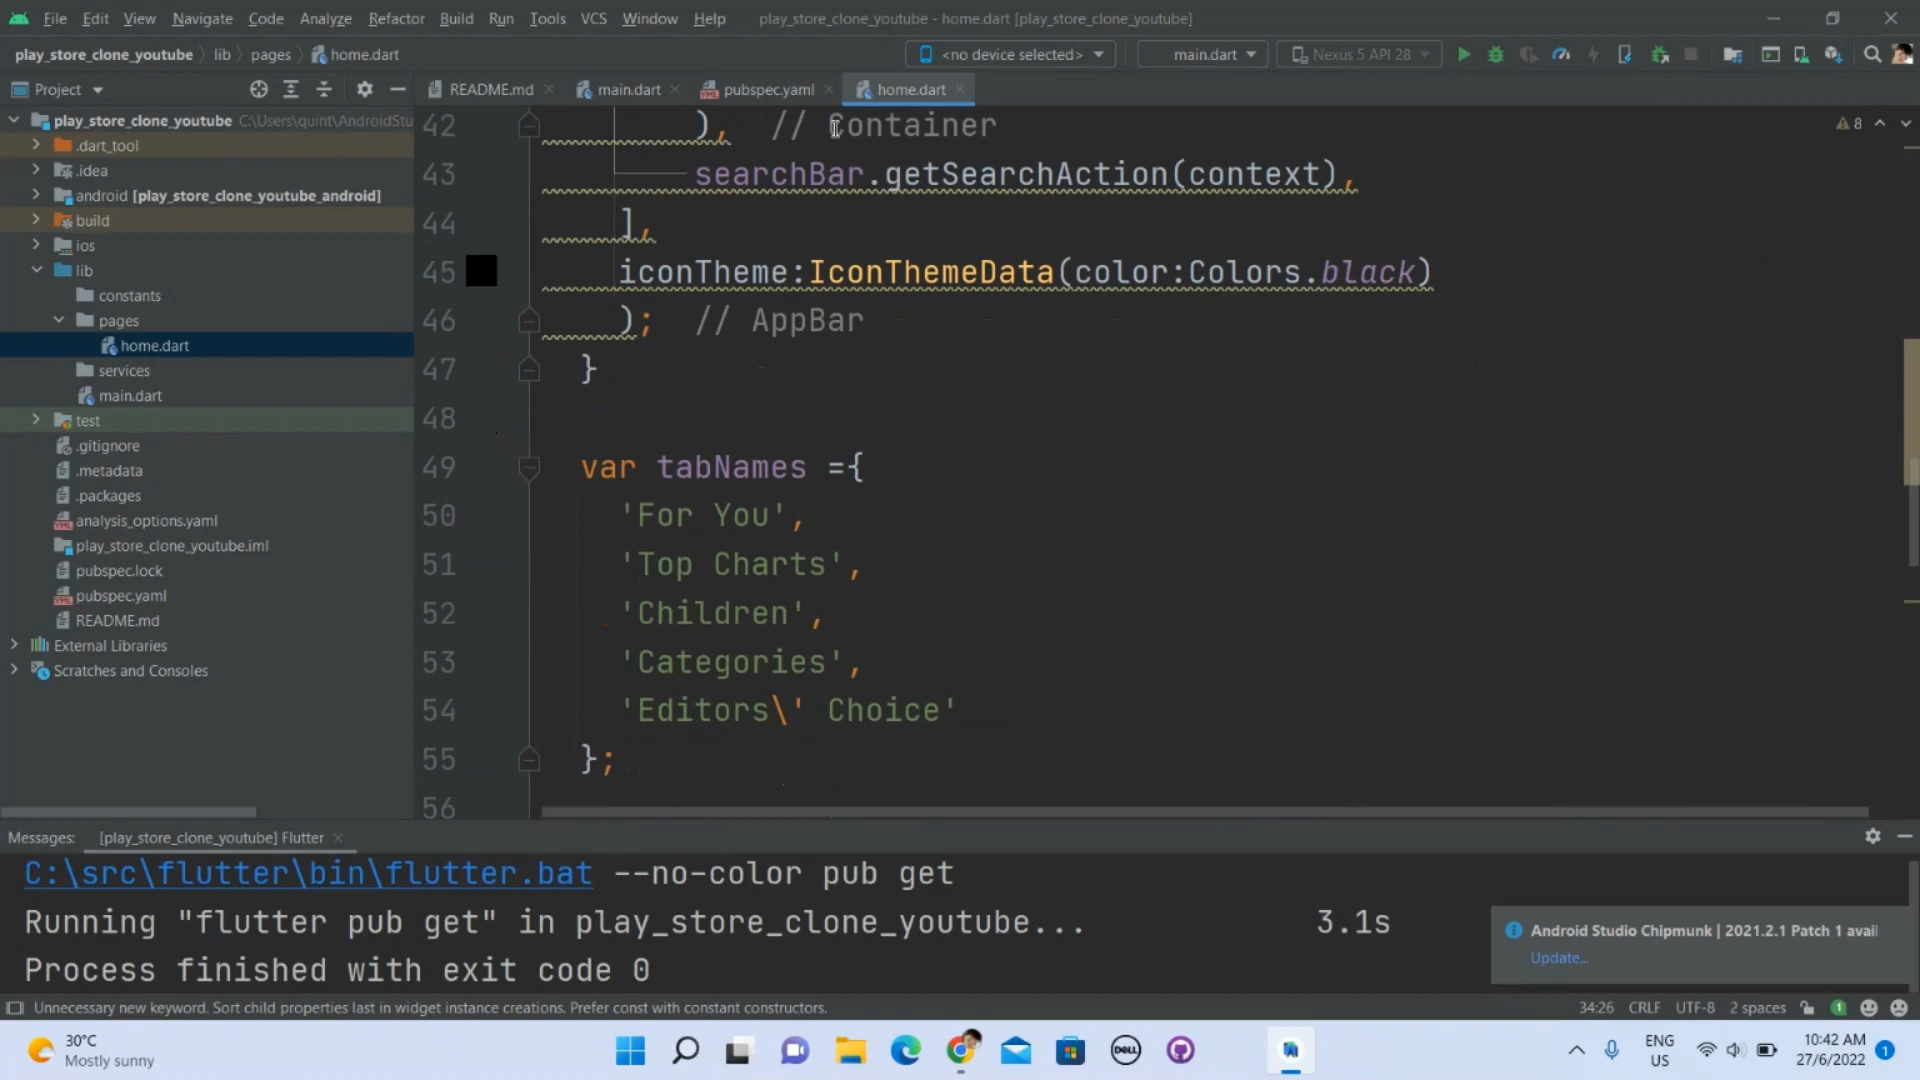 File Edit View Navigate Code Analyze Refactor Build Run Tools VCS Window Help play_store_clone_youtube - home.dart [play_store_clone_youtube]
play_store_clone_youtube lib pages home.dart <no device selected> main.dart Nexus 5 API 28
Project README.md main.dart pubspec.yaml home.dart
play_store_clone_youtube C:\Users\quint\AndroidStu
.dart_tool
.idea
android [play_store_clone_youtube_android]
build
ios
lib
constants
pages
home.dart
services
main.dart
test
.gitignore
.metadata
.packages
analysis_options.yaml
play_store_clone_youtube.iml
pubspec.lock
pubspec.yaml
README.md
External Libraries
Scratches and Consoles
42 ), // Container
8
43 searchBar.getSearchAction(context),
44 ],
45 iconTheme:IconThemeData(color:Colors.black)
46 ); // AppBar
47 }
48
49 var tabNames ={
50 'For You',
51 'Top Charts',
52 'Children',
53 'Categories',
54 'Editors\' Choice'
55 };
56
Messages: [play_store_clone_youtube] Flutter
C:\src\flutter\bin\flutter.bat --no-color pub get
Running "flutter pub get" in play_store_clone_youtube... 3.1s
Process finished with exit code 0
Android Studio Chipmunk | 2021.2.1 Patch 1 avail
Update...
Unnecessary new keyword. Sort child properties last in widget instance creations. Prefer const with constant constructors. 34:26 CRLF UTF-8 2 spaces 1
30°C
Mostly sunny
DELL
ENG
US
10:42 AM
27/6/2022
1